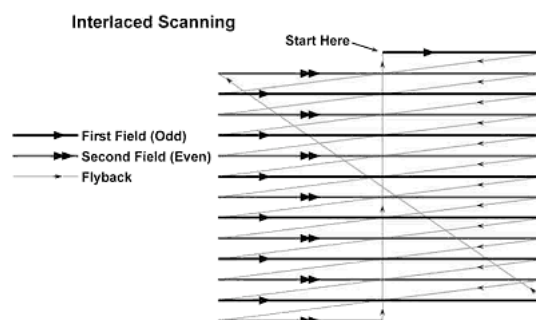 Interlaced Scanning
Start Here
First Field (Odd)
Second Field (Even)
Flyback